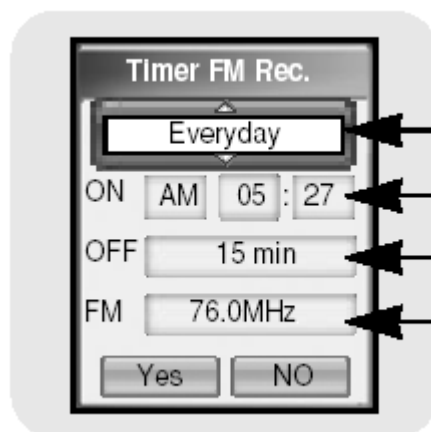 Timer FM Rec.
Everyday
ON AM 05 : 27
OFF 15 min
FM 76.0MHz
Yes NO